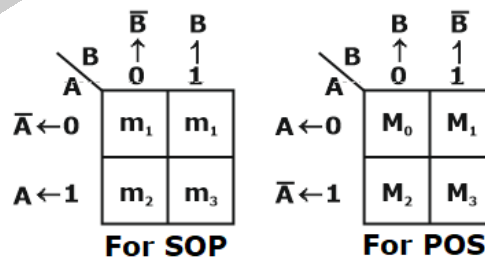 B̅ B B B̅
↑ ↑ ↑ ↑
B 0 1 B 0 1
A
A̅←0 m₁ m₁ A←0 M₀ M₁
A←1 m₂ m₃ A̅←1 M₂ M₃
For SOP For POS